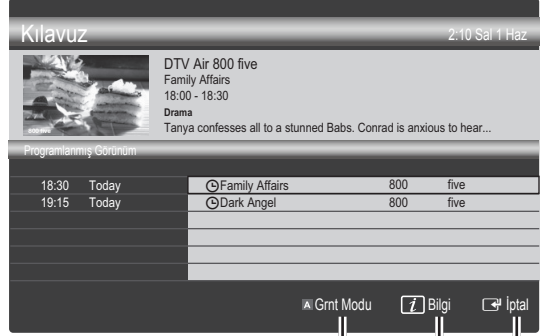 Kılavuz 2:10 Sal 1 Haz
DTV Air 800 five
Family Affairs
18:00 - 18:30
Drama
Tanya confesses all to a stunned Babs. Conrad is anxious to hear...
800 five
Programlanmış Görünüm
18:30 Today Family Affairs 800 five
19:15 Today Dark Angel 800 five
A Grnt Modu i Bilgi İptal